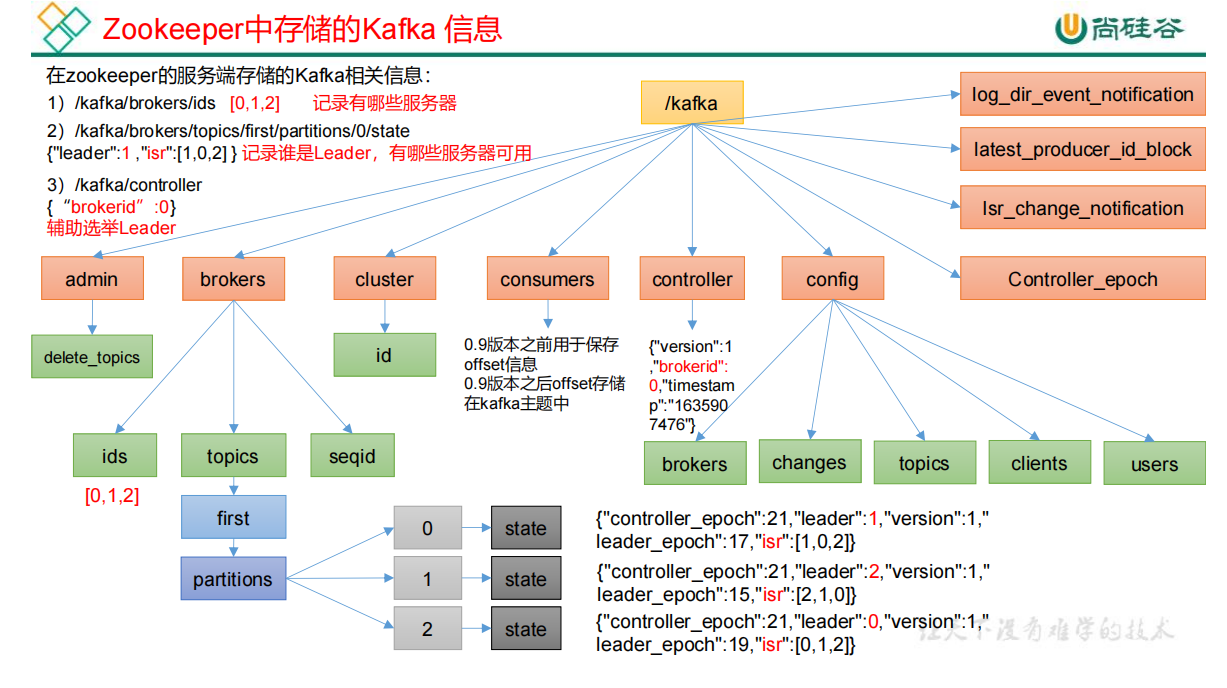 Zookeeper中存储的Kafka 信息
尚硅谷
在zookeeper的服务端存储的Kafka相关信息：
1）/kafka/brokers/ids [0,1,2] 记录有哪些服务器
2）/kafka/brokers/topics/first/partitions/0/state
{"leader":1 ,"isr":[1,0,2] } 记录谁是Leader，有哪些服务器可用
3）/kafka/controller
{ “brokerid” :0}
辅助选举Leader
/kafka
log_dir_event_notification
latest_producer_id_block
Isr_change_notification
Controller_epoch
admin
brokers
cluster
consumers
controller
config
delete_topics
id
0.9版本之前用于保存
offset信息
0.9版本之后offset存储
在kafka主题中
{"version":1
,"brokerid":
0,"timestam
p":"163590
7476"}
ids
topics
seqid
brokers
changes
topics
clients
users
[0,1,2]
first
partitions
0
state
{"controller_epoch":21,"leader":1,"version":1,"
leader_epoch":17,"isr":[1,0,2]}
1
state
{"controller_epoch":21,"leader":2,"version":1,"
leader_epoch":15,"isr":[2,1,0]}
2
state
{"controller_epoch":21,"leader":0,"version":1,"
leader_epoch":19,"isr":[0,1,2]}
让天下没有难学的技术